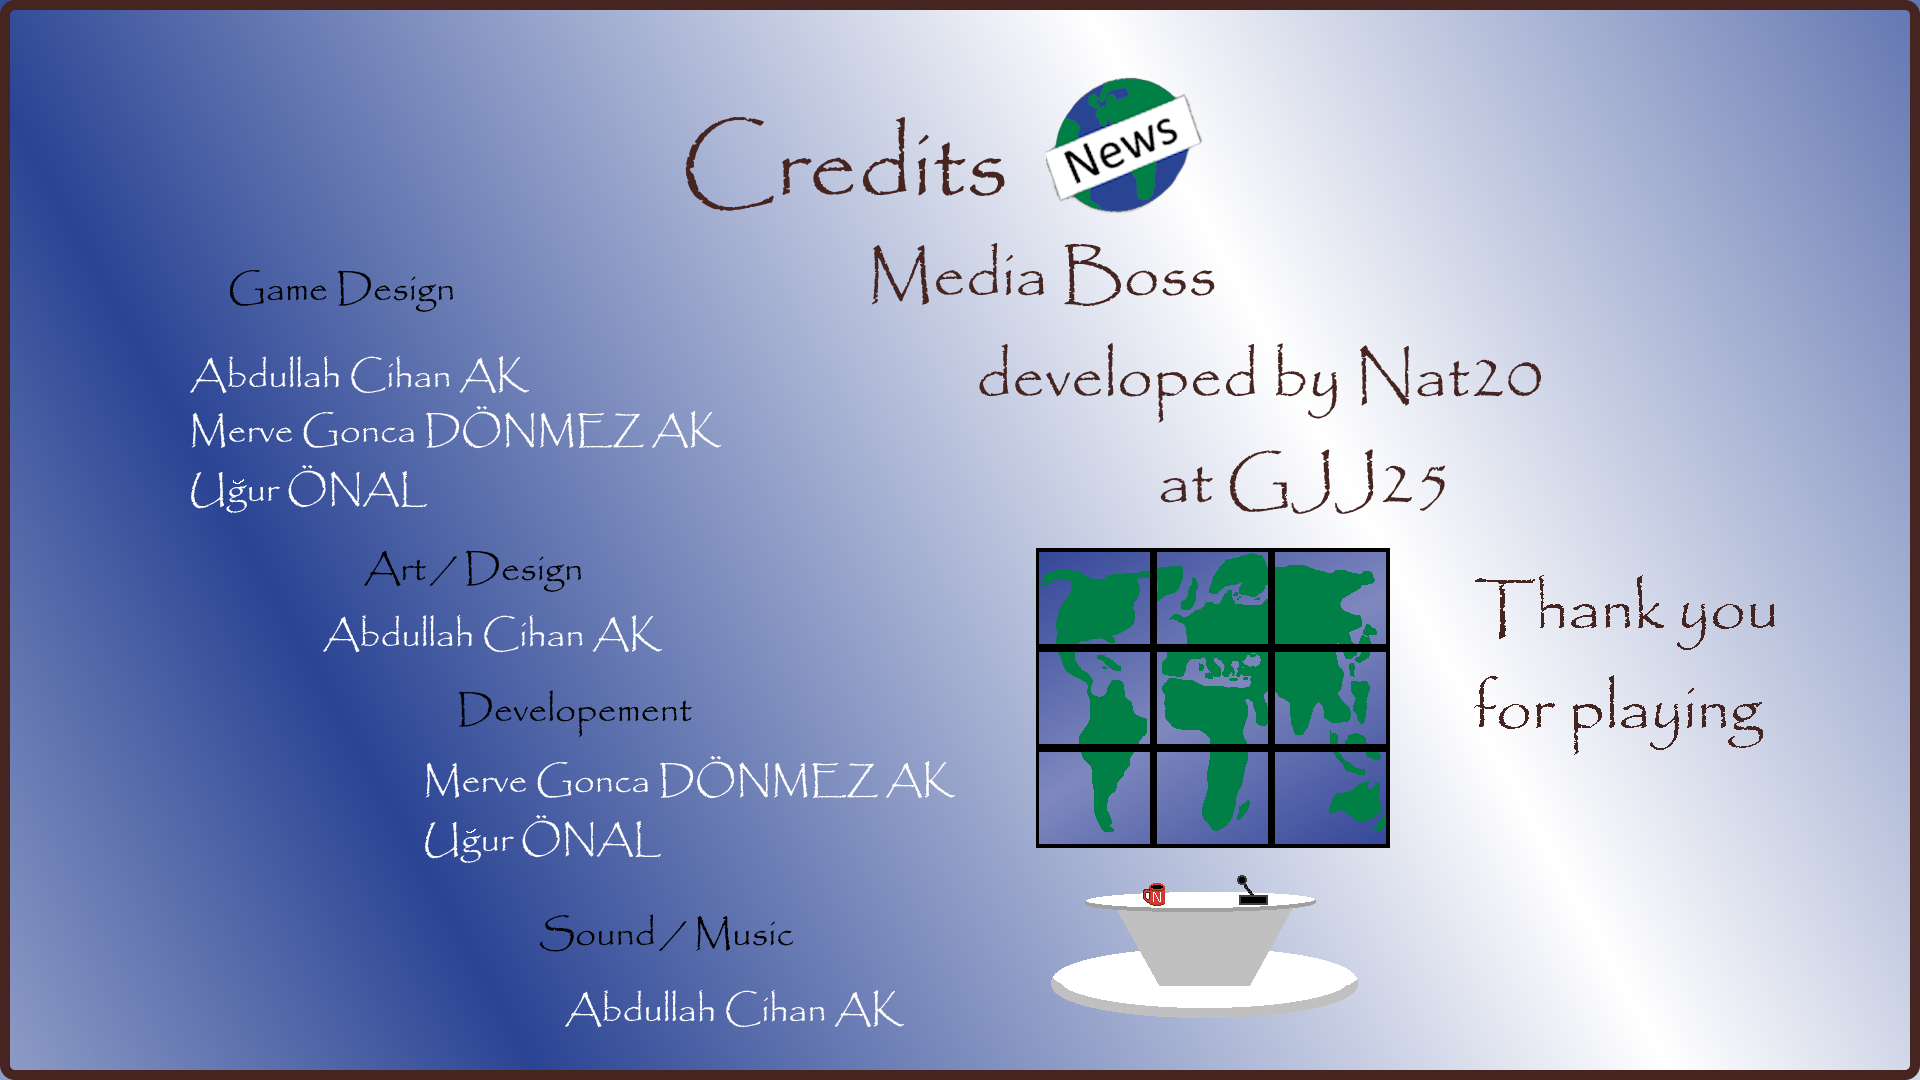 Credits
News
Media Boss
developed by Nat20
at GJJ25
Game Design
Abdullah Cihan AK
Merve Gonca DÖNMEZ AK
Uğur ÖNAL
Art / Design
Abdullah Cihan AK
Developement
Merve Gonca DÖNMEZ AK
Uğur ÖNAL
Sound / Music
Abdullah Cihan AK
Thank you
for playing
N